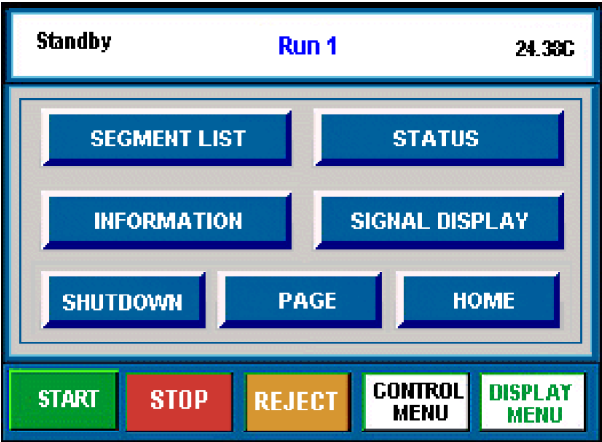 Standby Run 1 24.38C
SEGMENT LIST STATUS
INFORMATION SIGNAL DISPLAY
SHUTDOWN PAGE HOME
START STOP REJECT CONTROL MENU DISPLAY MENU